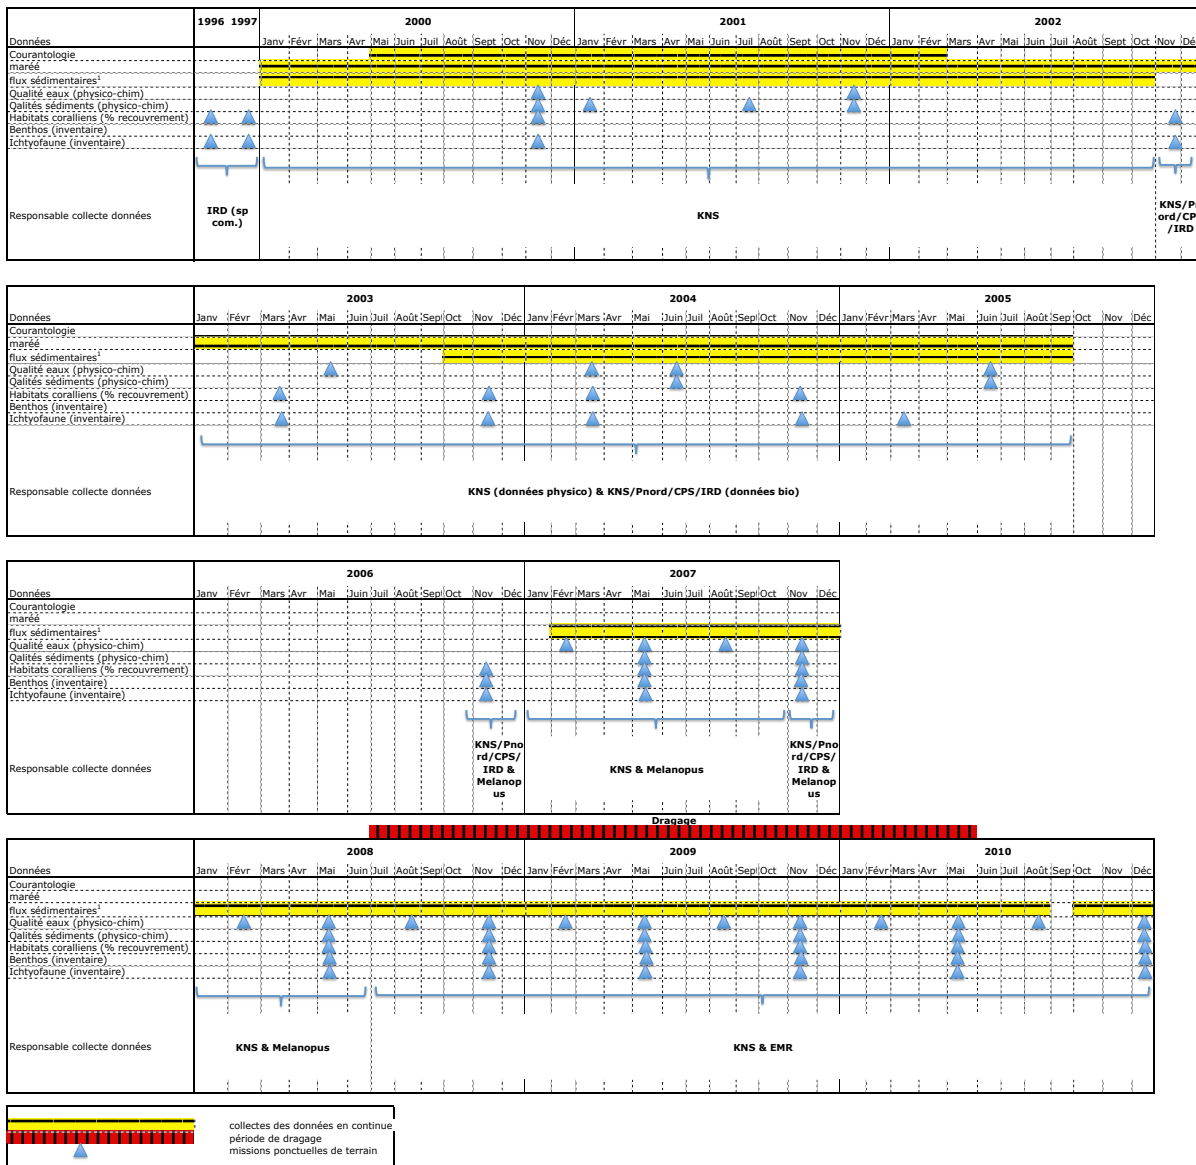 1996 1997 2000 2001 2002
Données Janv Févr Mars Avr Mai Juin Juil Août Sept Oct Nov Déc Janv Févr Mars Avr Mai Juin Juil Août Sept Oct Nov Déc Janv Févr Mars Avr Mai Juin Juil Août Sept Oct Nov Déc
Courantologie
maréé
flux sédimentaires¹
Qualité eaux (physico-chim)
Qalités sédiments (physico-chim)
Habitats coralliens (% recouvrement)
Benthos (inventaire)
Ichtyofaune (inventaire)
Responsable collecte données
IRD (sp
com.)
KNS
KNS/Pn
ord/CP
/IRD
2003 2004 2005
Données Janv Févr Mars Avr Mai Juin Juil Août Sept Oct Nov Déc Janv Févr Mars Avr Mai Juin Juil Août Sept Oct Nov Déc Janv Févr Mars Avr Mai Juin Juil Août Sep Oct Nov Déc
Courantologie
maréé
flux sédimentaires¹
Qualité eaux (physico-chim)
Qalités sédiments (physico-chim)
Habitats coralliens (% recouvrement)
Benthos (inventaire)
Ichtyofaune (inventaire)
Responsable collecte données
KNS (données physico) & KNS/Pnord/CPS/IRD (données bio)
2006 2007
Données Janv Févr Mars Avr Mai Juin Juil Août Sept Oct Nov Déc Janv Févr Mars Avr Mai Juin Juil Août Sep Oct Nov Déc
Courantologie
maréé
flux sédimentaires¹
Qualité eaux (physico-chim)
Qalités sédiments (physico-chim)
Habitats coralliens (% recouvrement)
Benthos (inventaire)
Ichtyofaune (inventaire)
Responsable collecte données
KNS/Pno
rd/CPS/
IRD &
Melanop
us
KNS & Melanopus
KNS/Pno
rd/CPS/
IRD &
Melanop
us
Dragage
2008 2009 2010
Données Janv Févr Mars Avr Mai Juin Juil Août Sept Oct Nov Déc Janv Févr Mars Avr Mai Juin Juil Août Sep Oct Nov Déc Janv Févr Mars Avr Mai Juin Juil Août Sep Oct Nov Déc
Courantologie
maréé
flux sédimentaires¹
Qualité eaux (physico-chim)
Qalités sédiments (physico-chim)
Habitats coralliens (% recouvrement)
Benthos (inventaire)
Ichtyofaune (inventaire)
Responsable collecte données
KNS & Melanopus
KNS & EMR
collectes des données en continue
période de dragage
missions ponctuelles de terrain